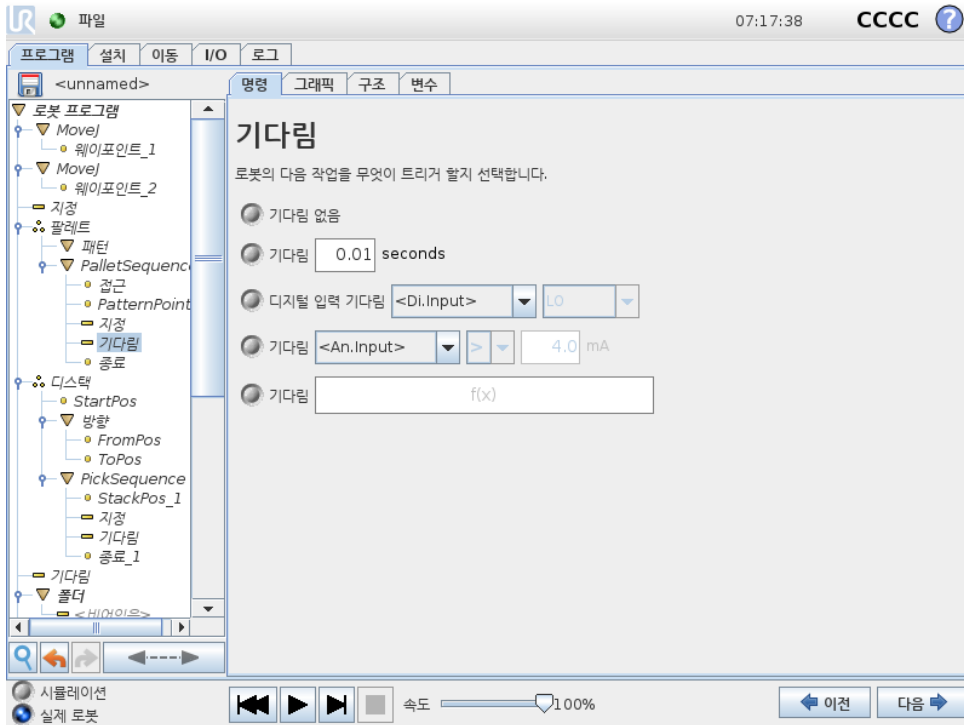 UR 파일 07:17:38 CCCC ?
프로그램 설치 이동 I/O 로그
<unnamed>
명령 그래픽 구조 변수
로봇 프로그램
MoveJ
웨이포인트_1
MoveJ
웨이포인트_2
지정
팔레트
패턴
PalletSequenc
접근
PatternPoint
지정
기다림
종료
디스택
StartPos
방향
FromPos
ToPos
PickSequence
StackPos_1
지정
기다림
종료_1
기다림
폴더
<비어있음>
기다림
로봇의 다음 작업을 무엇이 트리거 할지 선택합니다.
기다림 없음
기다림 0.01 seconds
디지털 입력 기다림 <Di.Input> LO
기다림 <An.Input> > 4.0 mA
기다림 f(x)
시뮬레이션
실제 로봇
속도 100%
이전 다음